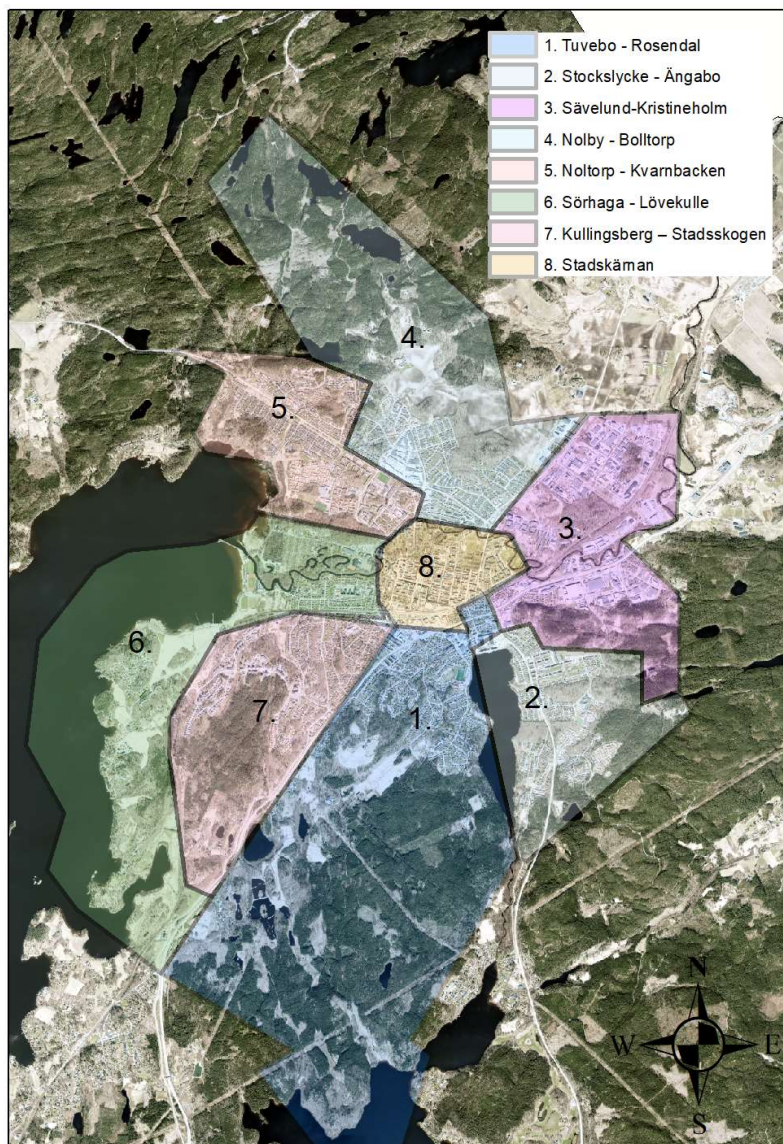 1. Tuvebo - Rosendal
2. Stockslycke - Ängabo
3. Sävelund-Kristineholm
4. Nolby - Bolltorp
5. Noltorp - Kvarnbacken
6. Sörhaga - Lövekulle
7. Kullingsberg – Stadsskogen
8. Stadskärnan
4.
5.
3.
8.
6.
2.
7.
1.
N
W E
S